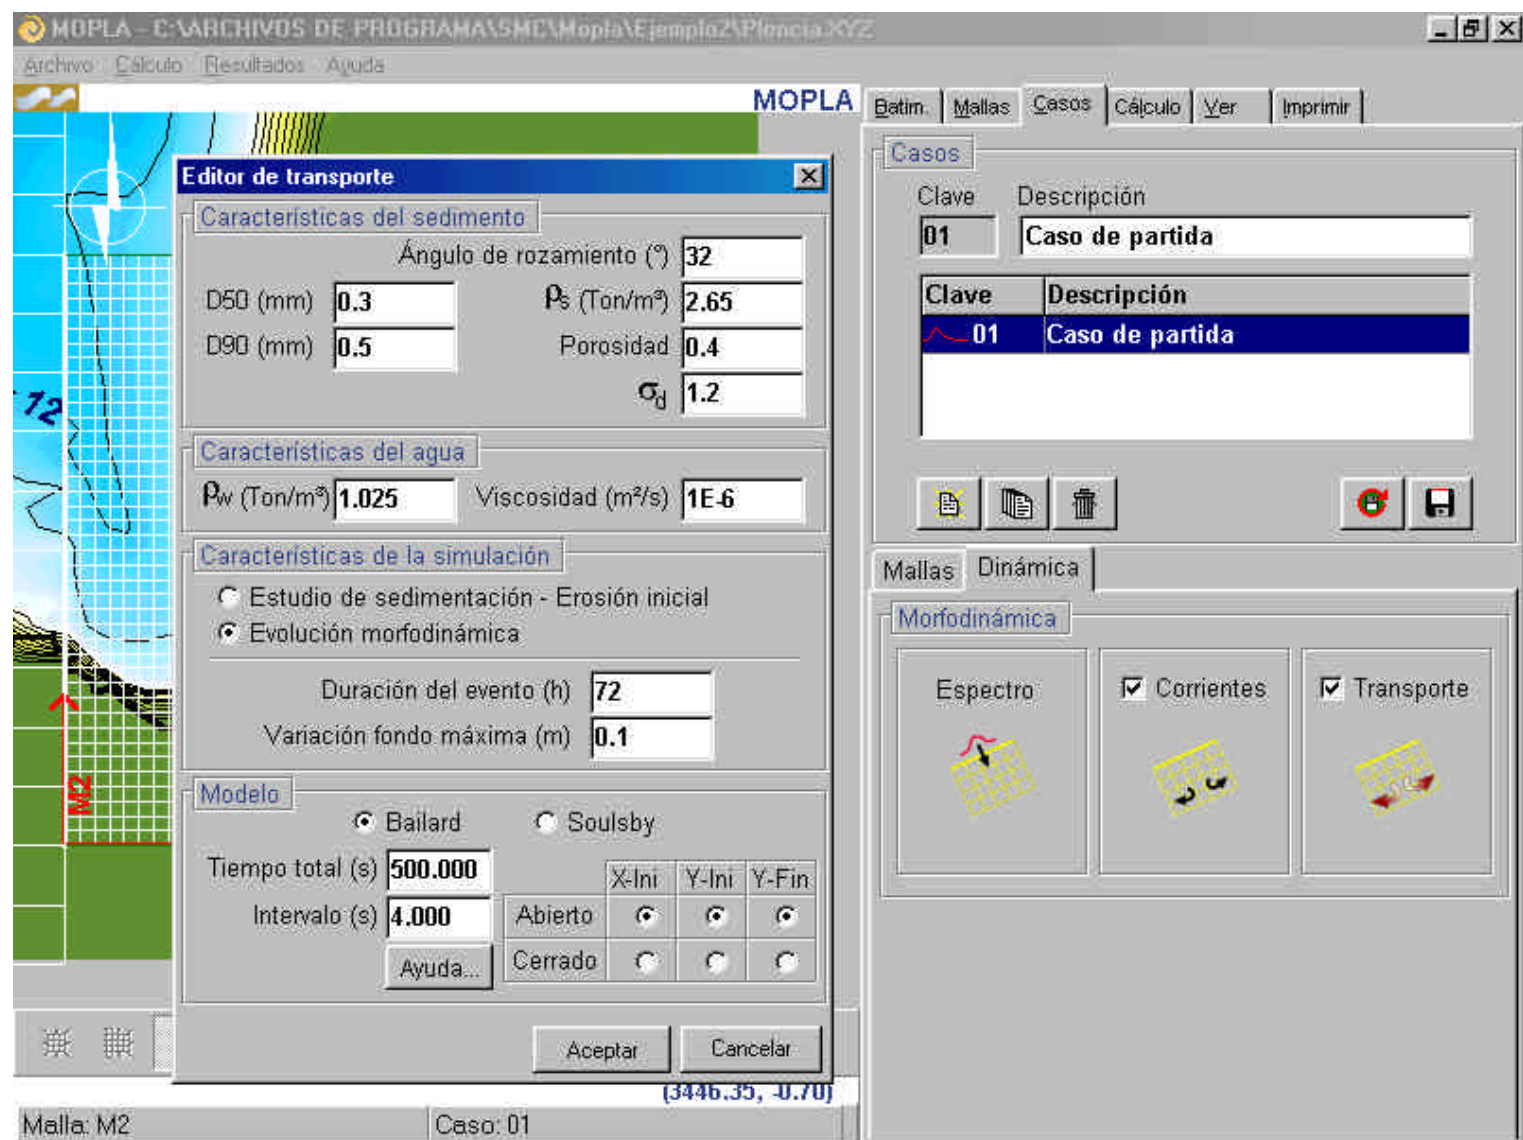 MOPLA - C:\ARCHIVOS DE PROGRAMA\SMC\Mopla\Ejemplo2\Plencia.XYZ
Archivo Cálculo Resultados Ayuda
MOPLA
Batim. Mallas Casos Cálculo Ver Imprimir
Casos
Clave Descripción
01 Caso de partida
Clave Descripción
01 Caso de partida
Mallas Dinámica
Morfodinámica
Espectro Corrientes Transporte
Editor de transporte
Características del sedimento
Ángulo de rozamiento (º) 32
D50 (mm) 0.3 ρs (Ton/m³) 2.65
D90 (mm) 0.5 Porosidad 0.4
σd 1.2
Características del agua
ρw (Ton/m³) 1.025 Viscosidad (m²/s) 1E-6
Características de la simulación
Estudio de sedimentación - Erosión inicial
Evolución morfodinámica
Duración del evento (h) 72
Variación fondo máxima (m) 0.1
Modelo
Bailard Soulsby
Tiempo total (s) 500.000
X-Ini Y-Ini Y-Fin
Intervalo (s) 4.000 Abierto
Ayuda... Cerrado
Aceptar Cancelar
12
M2
(3446.35, -0.70)
Malla: M2 Caso: 01